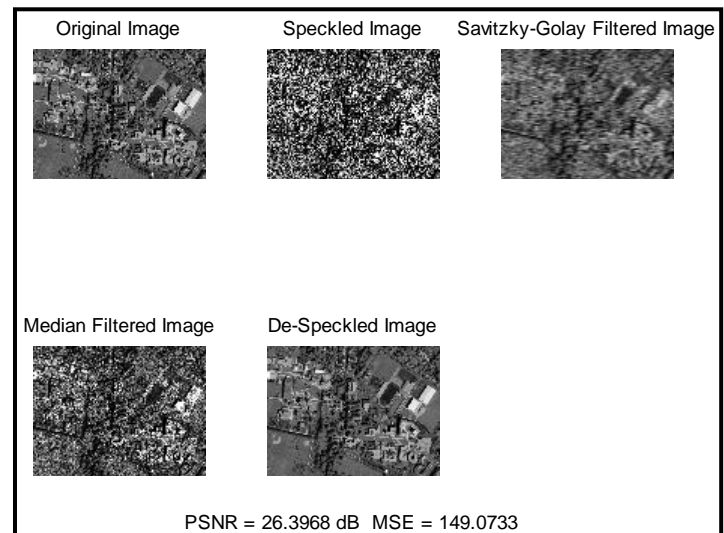 Original Image
Speckled Image
Savitzky-Golay Filtered Image
Median Filtered Image
De-Speckled Image
PSNR = 26.3968 dB MSE = 149.0733